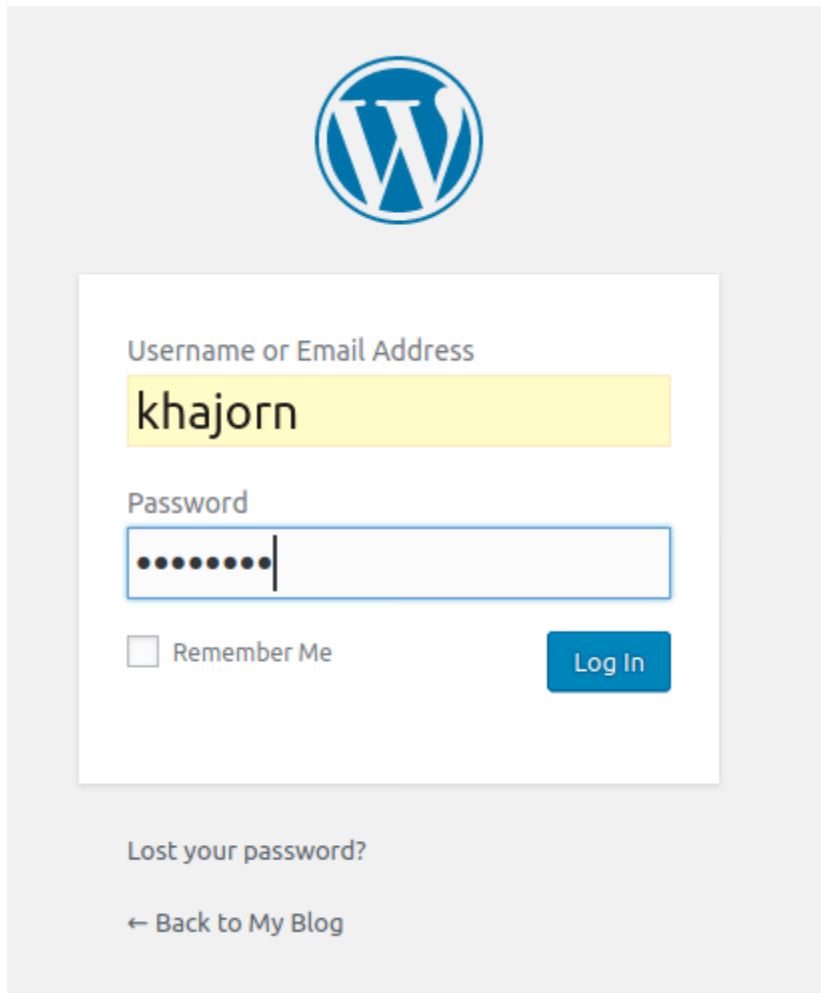 Username or Email Address
khajorn
Password
••••••••
Remember Me
Log In
Lost your password?
← Back to My Blog